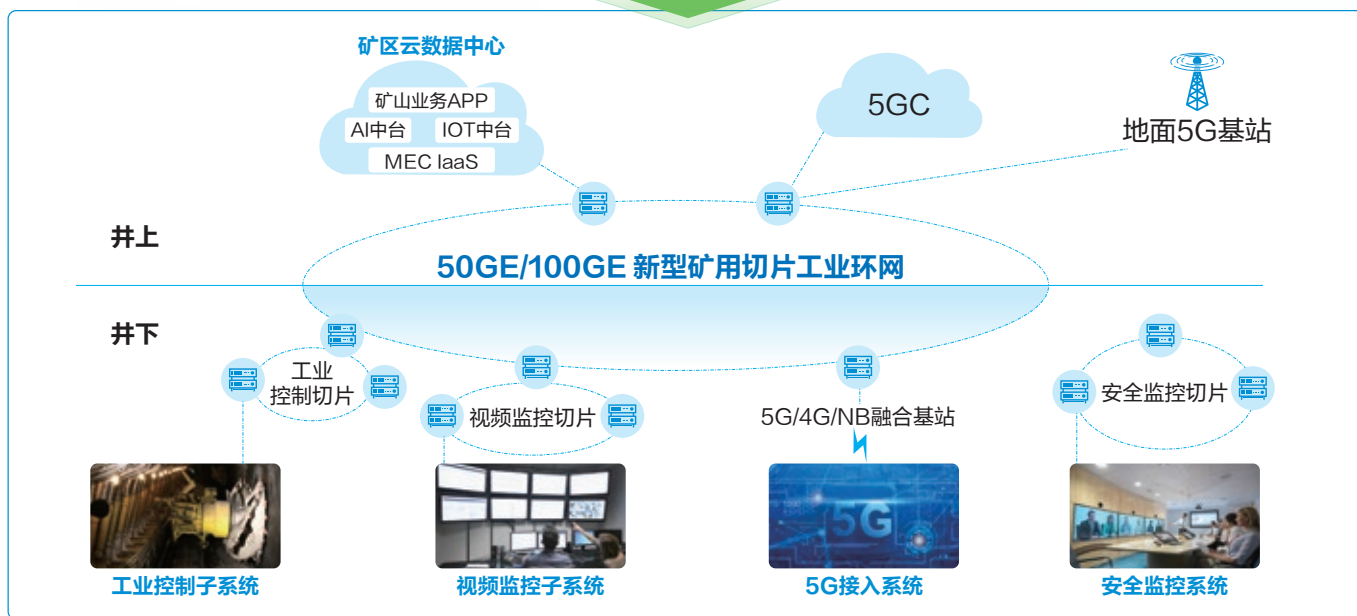 矿区云数据中心
矿山业务APP
AI中台 IOT中台
MEC IaaS
5GC
地面5G基站
井上
50GE/100GE 新型矿用切片工业环网
井下
工业
控制切片
视频监控切片
5G/4G/NB融合基站
安全监控切片
5G
工业控制子系统
视频监控子系统
5G接入系统
安全监控系统